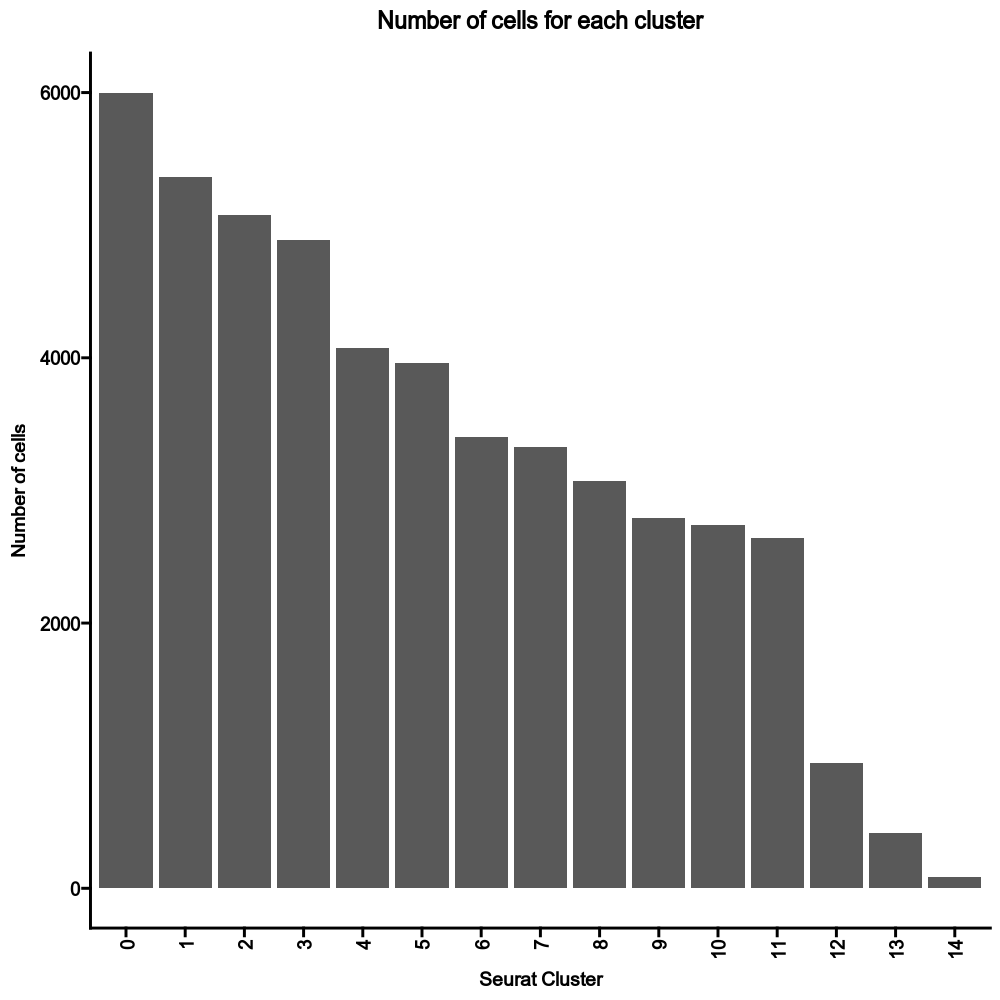 Number of cells for each cluster
Number of cells
6000
4000
2000
0
0 1 2 3 4 5 6 7 8 9 10 11 12 13 14
Seurat Cluster